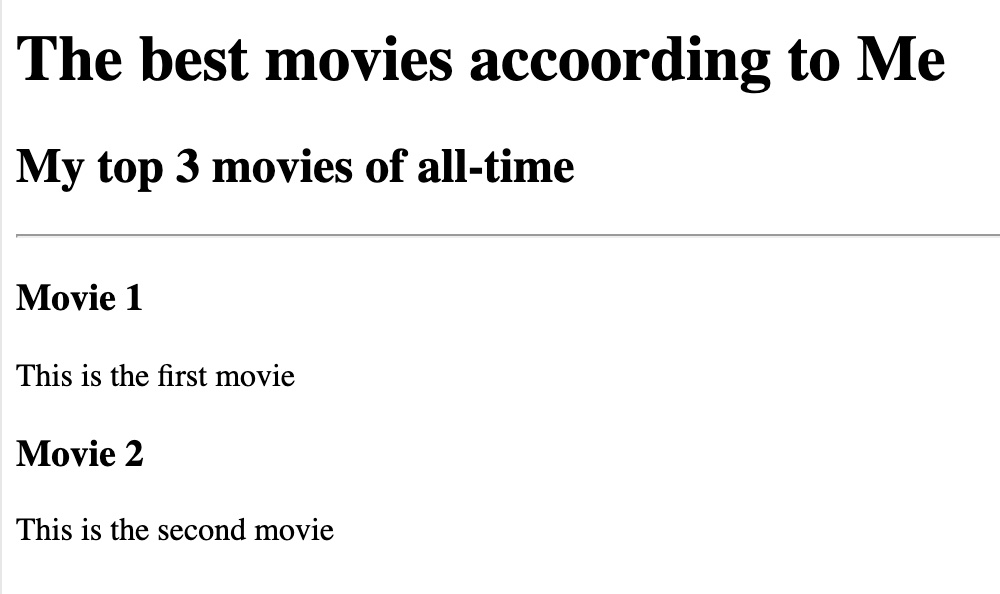 The best movies accoording to Me
My top 3 movies of all-time
Movie 1
This is the first movie
Movie 2
This is the second movie